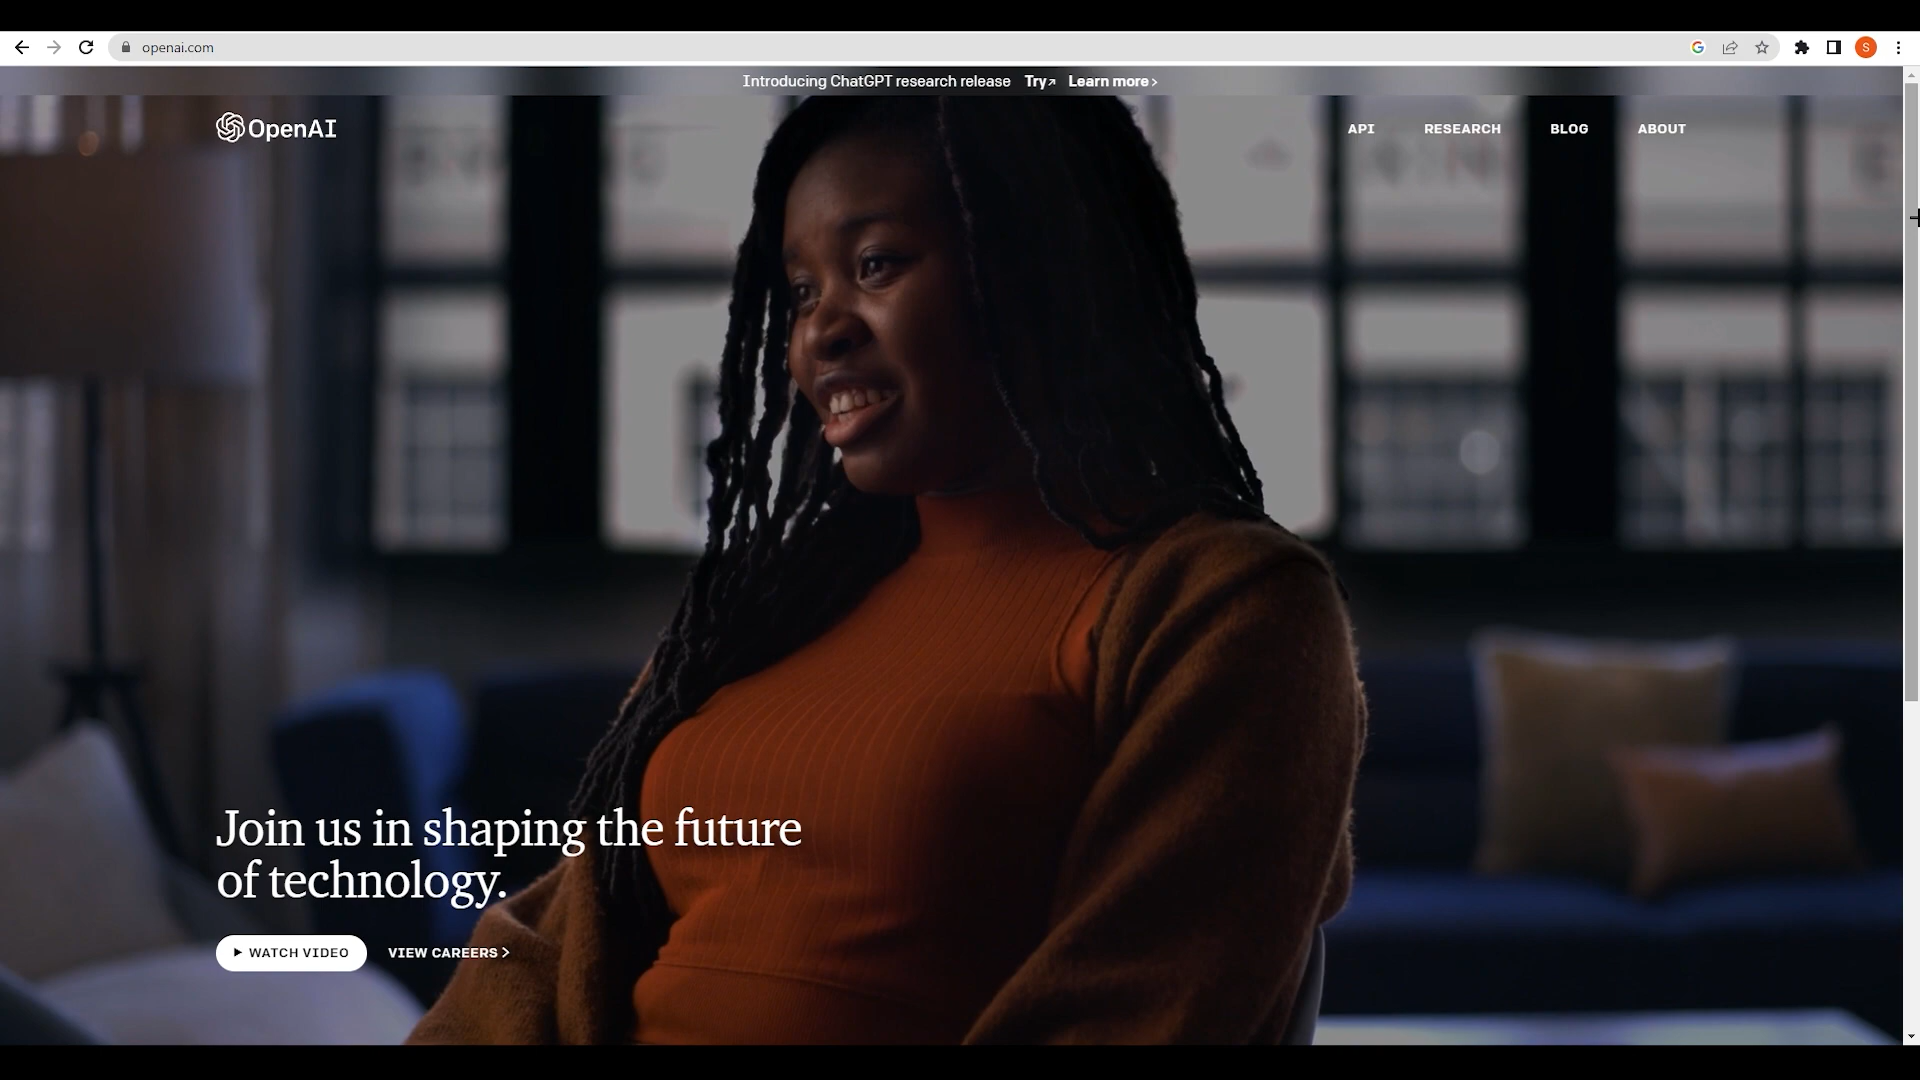 openai.com
S
Introducing ChatGPT research release Try↗ Learn more >
OpenAI
API RESEARCH BLOG ABOUT
Join us in shaping the future
of technology.
WATCH VIDEO VIEW CAREERS >